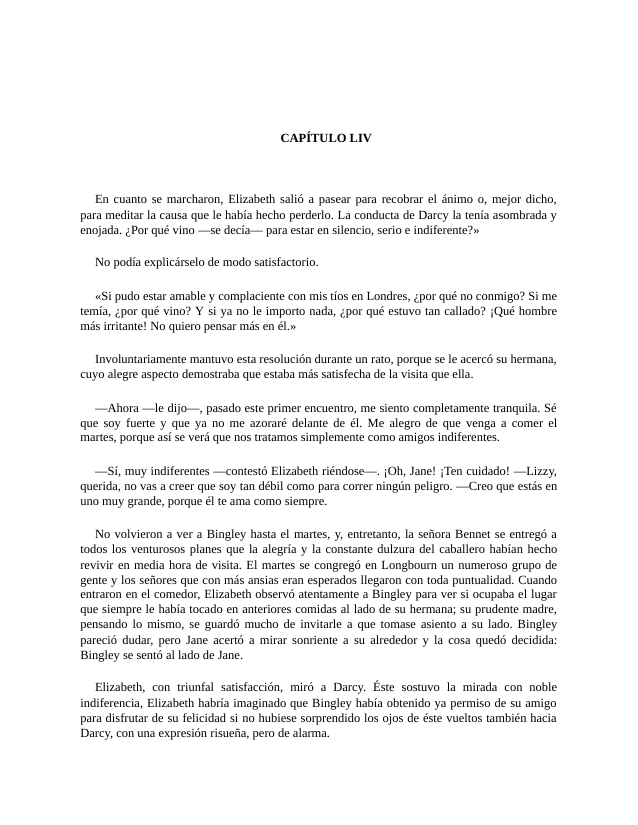 CAPÍTULO LIV
En cuanto se marcharon, Elizabeth salió a pasear para recobrar el ánimo o, mejor dicho,
para meditar la causa que le había hecho perderlo. La conducta de Darcy la tenía asombrada y
enojada. ¿Por qué vino —se decía— para estar en silencio, serio e indiferente?»
No podía explicárselo de modo satisfactorio.
«Si pudo estar amable y complaciente con mis tíos en Londres, ¿por qué no conmigo? Si me
temía, ¿por qué vino? Y si ya no le importo nada, ¿por qué estuvo tan callado? ¡Qué hombre
más irritante! No quiero pensar más en él.»
Involuntariamente mantuvo esta resolución durante un rato, porque se le acercó su hermana,
cuyo alegre aspecto demostraba que estaba más satisfecha de la visita que ella.
—Ahora —le dijo—, pasado este primer encuentro, me siento completamente tranquila. Sé
que soy fuerte y que ya no me azoraré delante de él. Me alegro de que venga a comer el
martes, porque así se verá que nos tratamos simplemente como amigos indiferentes.
—Sí, muy indiferentes —contestó Elizabeth riéndose—. ¡Oh, Jane! ¡Ten cuidado! —Lizzy,
querida, no vas a creer que soy tan débil como para correr ningún peligro. —Creo que estás en
uno muy grande, porque él te ama como siempre.
No volvieron a ver a Bingley hasta el martes, y, entretanto, la señora Bennet se entregó a
todos los venturosos planes que la alegría y la constante dulzura del caballero habían hecho
revivir en media hora de visita. El martes se congregó en Longbourn un numeroso grupo de
gente y los señores que con más ansias eran esperados llegaron con toda puntualidad. Cuando
entraron en el comedor, Elizabeth observó atentamente a Bingley para ver si ocupaba el lugar
que siempre le había tocado en anteriores comidas al lado de su hermana; su prudente madre,
pensando lo mismo, se guardó mucho de invitarle a que tomase asiento a su lado. Bingley
pareció dudar, pero Jane acertó a mirar sonriente a su alrededor y la cosa quedó decidida:
Bingley se sentó al lado de Jane.
Elizabeth, con triunfal satisfacción, miró a Darcy. Éste sostuvo la mirada con noble
indiferencia, Elizabeth habría imaginado que Bingley había obtenido ya permiso de su amigo
para disfrutar de su felicidad si no hubiese sorprendido los ojos de éste vueltos también hacia
Darcy, con una expresión risueña, pero de alarma.